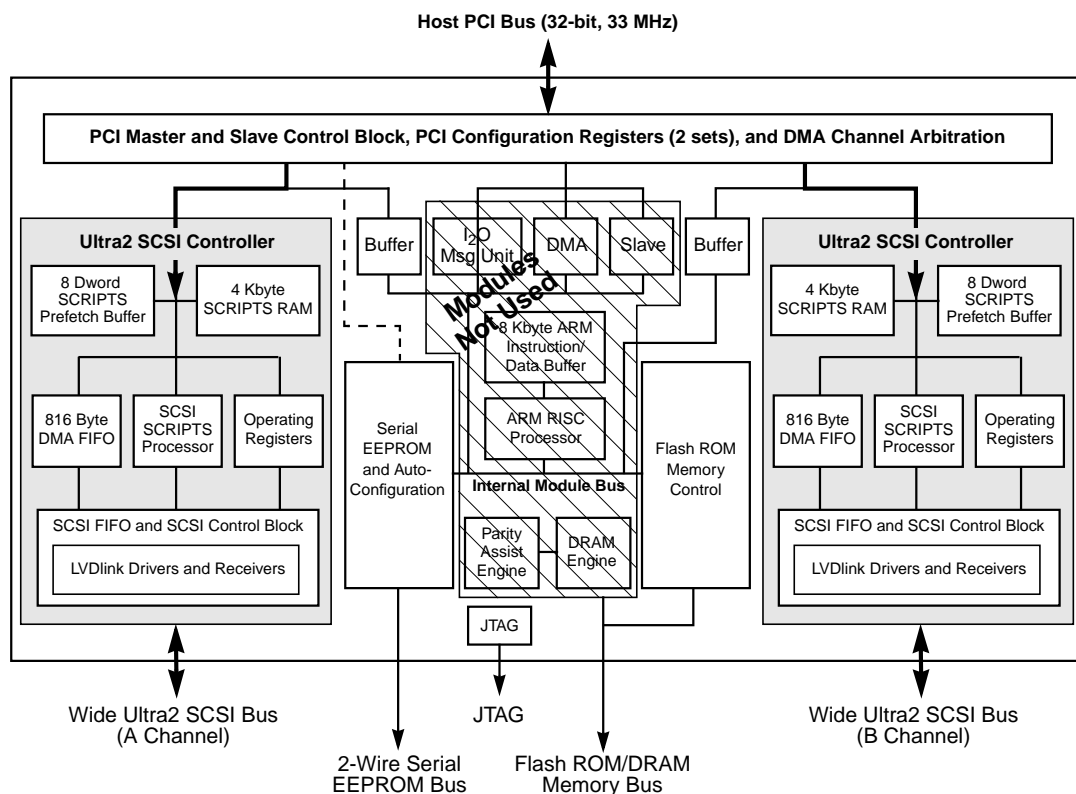 Host PCI Bus (32-bit, 33 MHz)
PCI Master and Slave Control Block, PCI Configuration Registers (2 sets), and DMA Channel Arbitration
Ultra2 SCSI Controller
8 Dword
SCRIPTS
Prefetch Buffer
4 Kbyte
SCRIPTS RAM
816 Byte
DMA FIFO
SCSI
SCRIPTS
Processor
Operating
Registers
SCSI FIFO and SCSI Control Block
LVDlink Drivers and Receivers
Wide Ultra2 SCSI Bus
(A Channel)
Buffer
I2O
Msg Unit
DMA
Slave
Buffer
Modules
Not Used
8 Kbyte ARM
Instruction/
Data Buffer
ARM RISC
Processor
Serial
EEPROM
and Auto-
Configuration
Internal Module Bus
Flash ROM
Memory
Control
Parity
Assist
Engine
DRAM
Engine
JTAG
JTAG
2-Wire Serial
EEPROM Bus
Flash ROM/DRAM
Memory Bus
Ultra2 SCSI Controller
4 Kbyte
SCRIPTS RAM
8 Dword
SCRIPTS
Prefetch Buffer
816 Byte
DMA FIFO
SCSI
SCRIPTS
Processor
Operating
Registers
SCSI FIFO and SCSI Control Block
LVDlink Drivers and Receivers
Wide Ultra2 SCSI Bus
(B Channel)